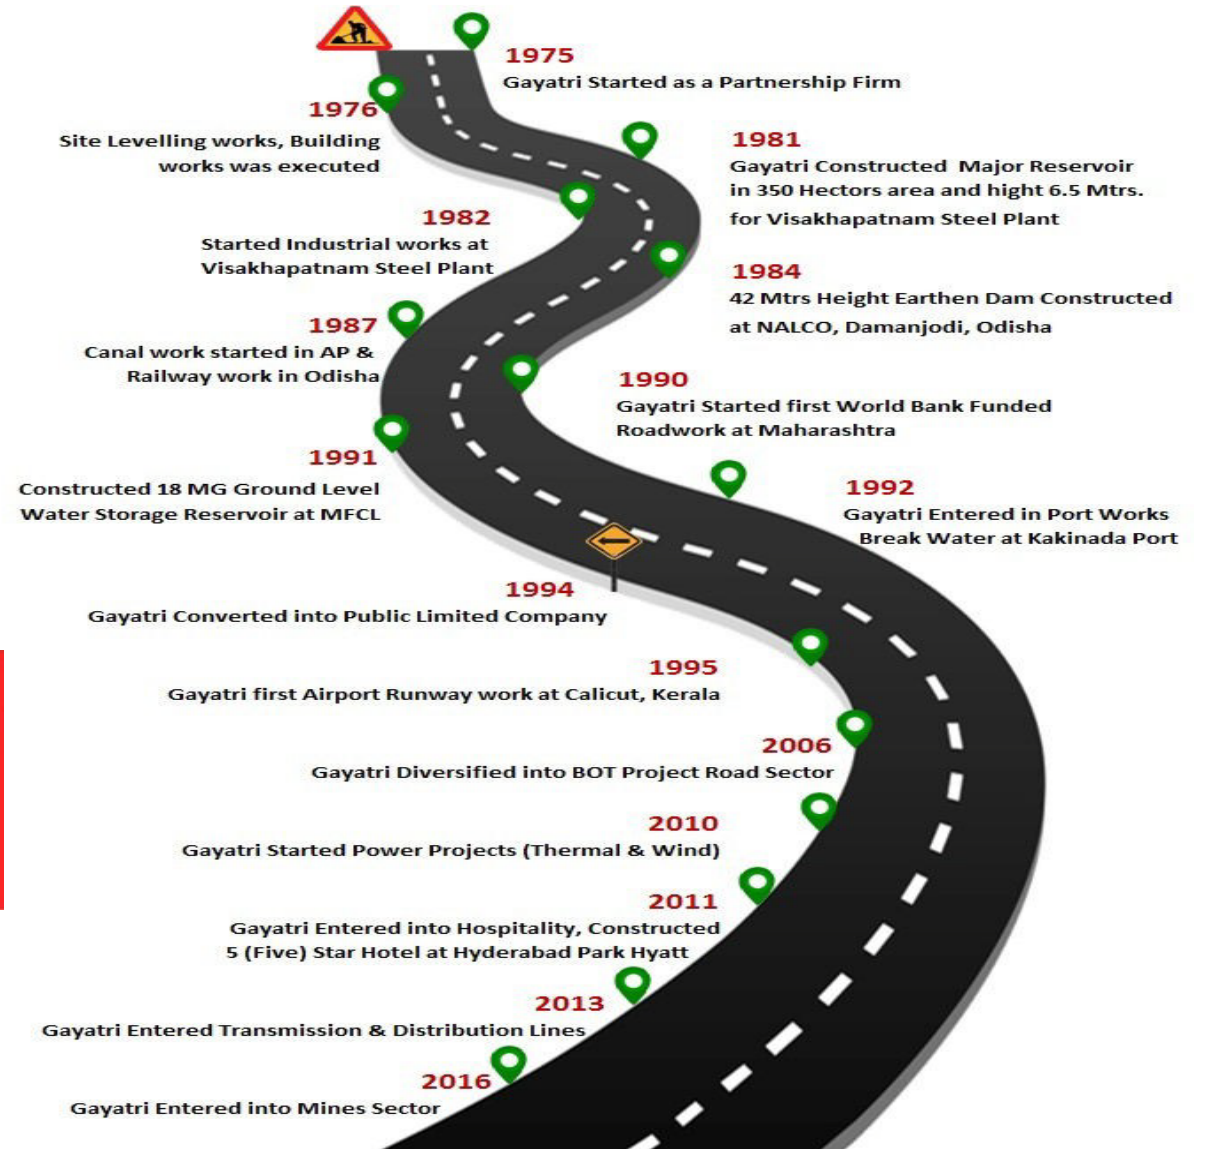 1975
Gayatri Started as a Partnership Firm
1976
Site Levelling works, Building
works was executed
1981
Gayatri Constructed Major Reservoir
in 350 Hectors area and hight 6.5 Mtrs.
for Visakhapatnam Steel Plant
1982
Started Industrial works at
Visakhapatnam Steel Plant
1984
42 Mtrs Height Earthen Dam Constructed
at NALCO, Damanjodi, Odisha
1987
Canal work started in AP &
Railway work in Odisha
1990
Gayatri Started first World Bank Funded
Roadwork at Maharashtra
1991
Constructed 18 MG Ground Level
Water Storage Reservoir at MFCL
1992
Gayatri Entered in Port Works
Break Water at Kakinada Port
1994
Gayatri Converted into Public Limited Company
1995
Gayatri first Airport Runway work at Calicut, Kerala
2006
Gayatri Diversified into BOT Project Road Sector
2010
Gayatri Started Power Projects (Thermal & Wind)
2011
Gayatri Entered into Hospitality, Constructed
5 (Five) Star Hotel at Hyderabad Park Hyatt
2013
Gayatri Entered Transmission & Distribution Lines
2016
Gayatri Entered into Mines Sector